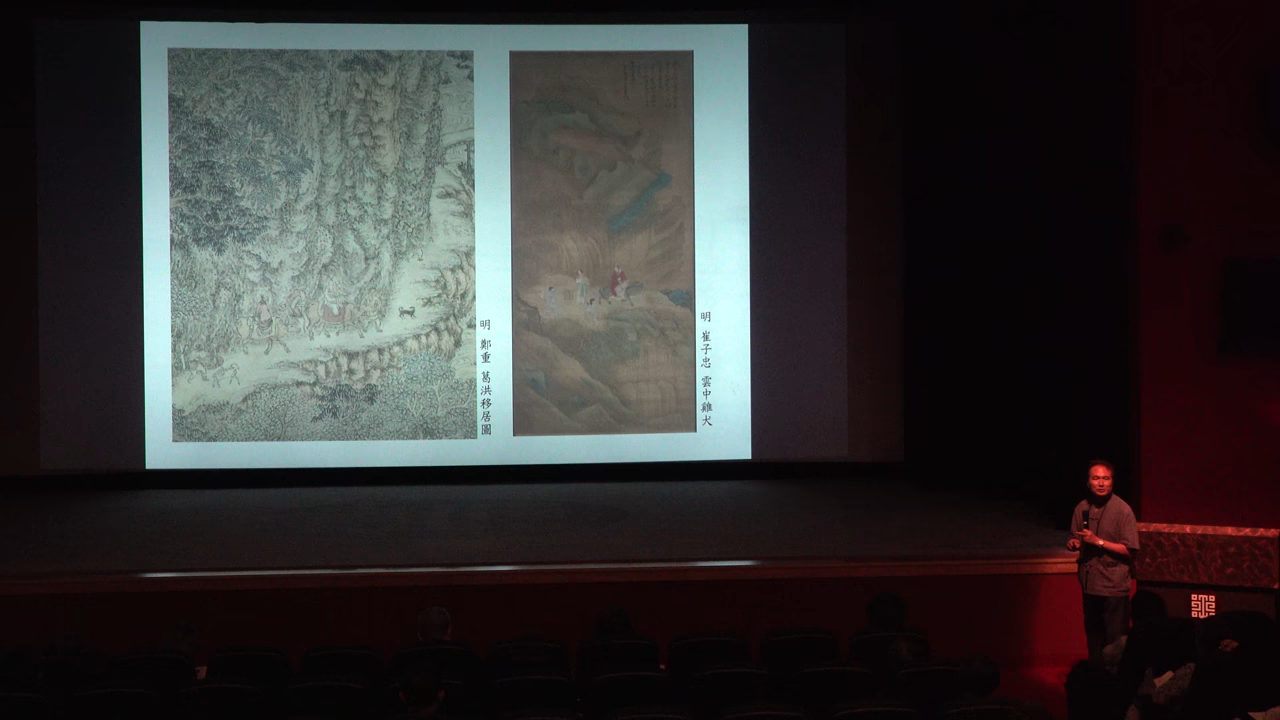 明 鄭重 葛洪移居圖
明 崔子忠 雲中雞犬